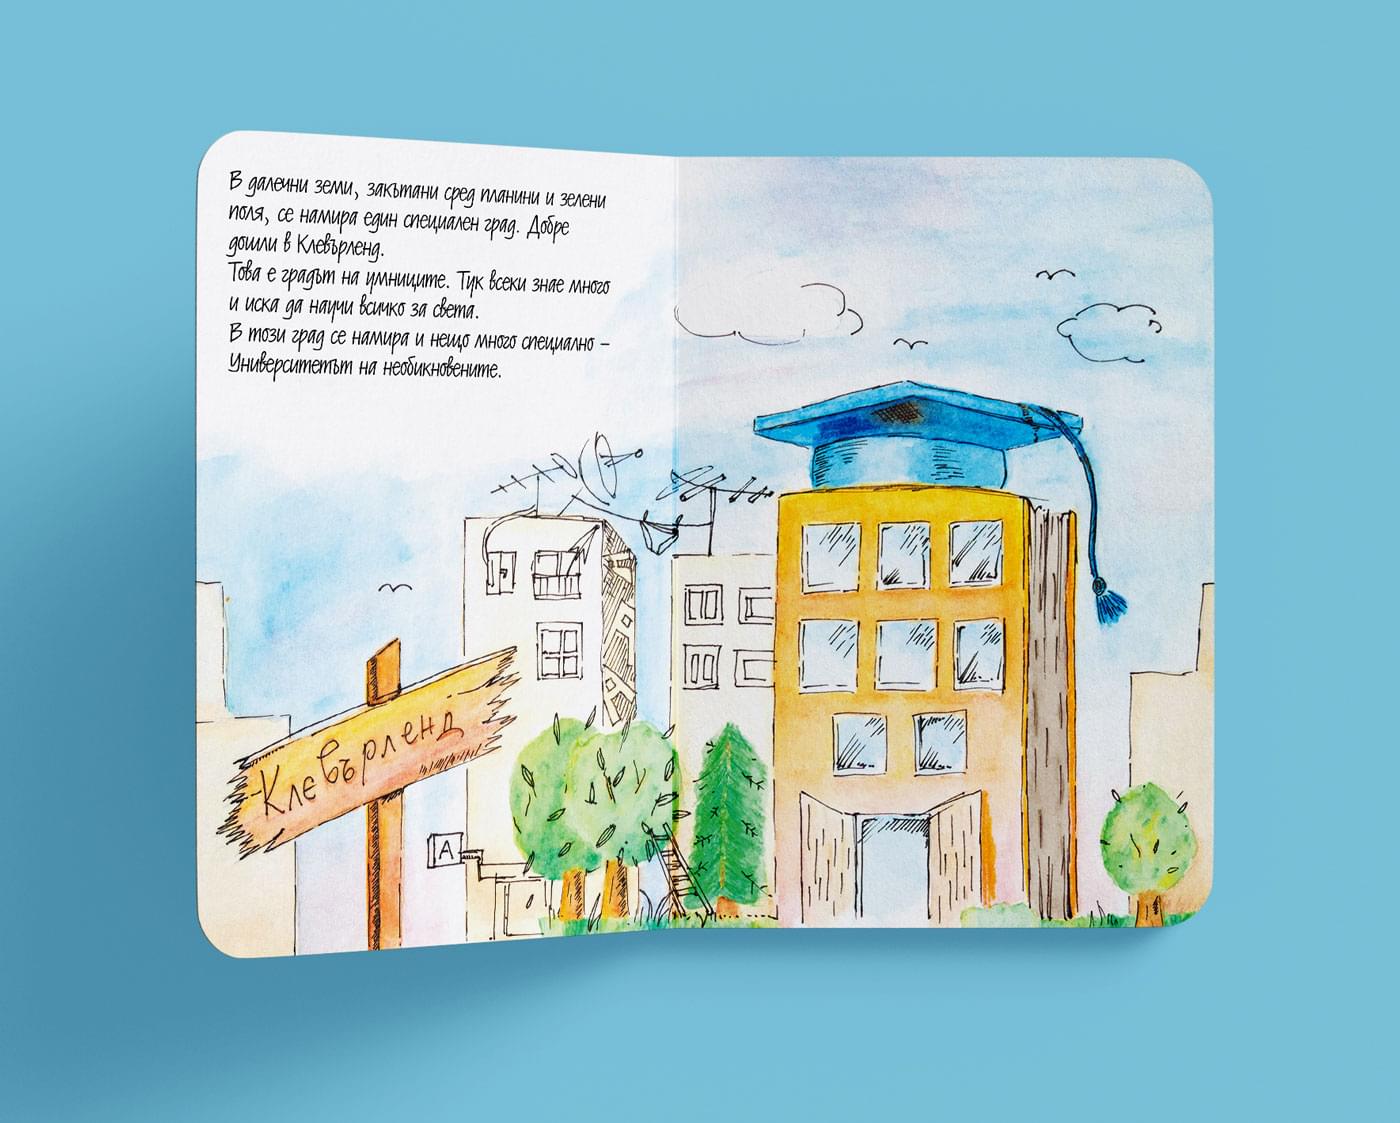 В далечни земи, закътани сред планини и зелени
поля, се намира един специален град. Добре
дошли в Клевърленд.
Това е градът на умниците. Тук всеки знае много
и иска да научи всичко за света.
В този град се намира и нещо много специално –
Университетът на необикновените.
Клевърленд
А